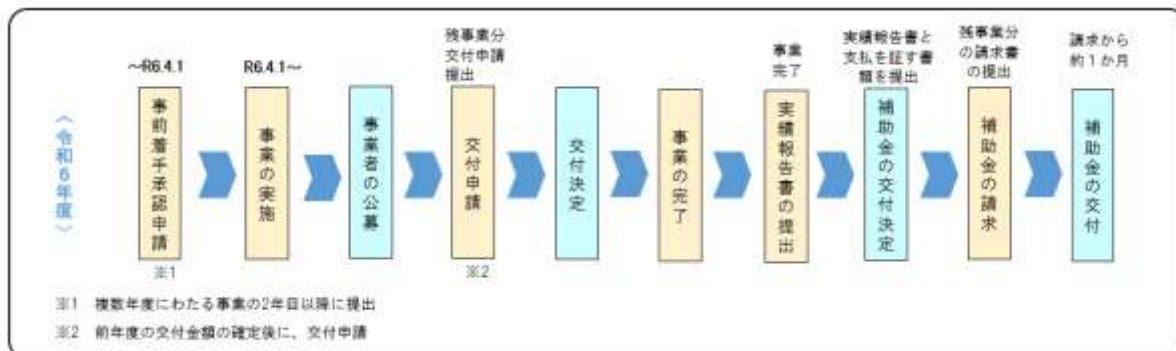 〈令和6年度〉
～R6.4.1
事前着手承認申請
※1
R6.4.1～
事業の実施
事業者の公募
残事業分
交付申請
提出
交付申請
※2
交付決定
事業の完了
事業
完了
実績報告書の提出
実績報告書と
支払を証す書
類を提出
補助金の交付決定
残事業分
の請求書
の提出
補助金の請求
請求から
約1か月
補助金の交付
※1 複数年度にわたる事業の2年目以降に提出
※2 前年度の交付金額の確定後に、交付申請